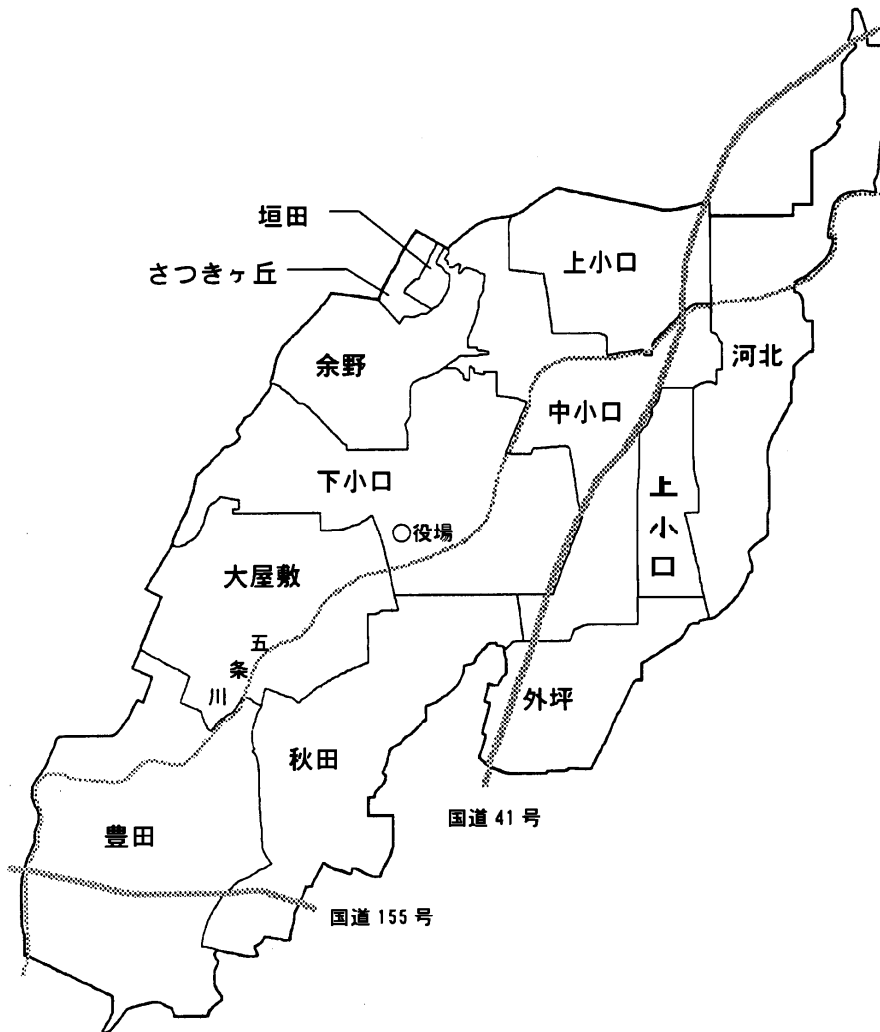 垣田
さつきヶ丘
上小口
余野
河北
中小口
下小口
上小口
役場
大屋敷
五条川
外坪
秋田
国道 41 号
豊田
国道 155 号